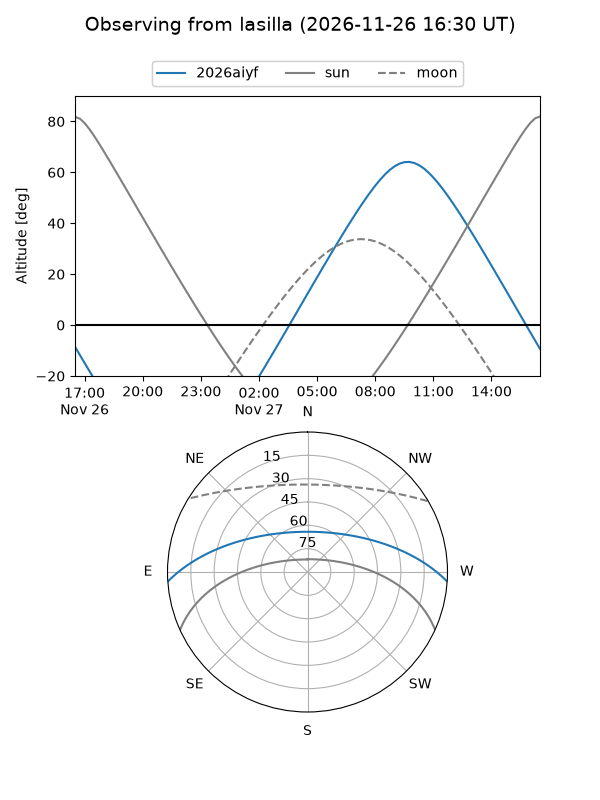 Observing from lasilla (2026-11-26 16:30 UT)
2026aiyf sun moon
Altitude [deg]
80
60
40
20
0
−20
17:00 20:00 23:00 02:00 05:00 08:00 11:00 14:00
Nov 26 Nov 27
N
NE NW
15
30
45
60
75
E W
SE SW
S